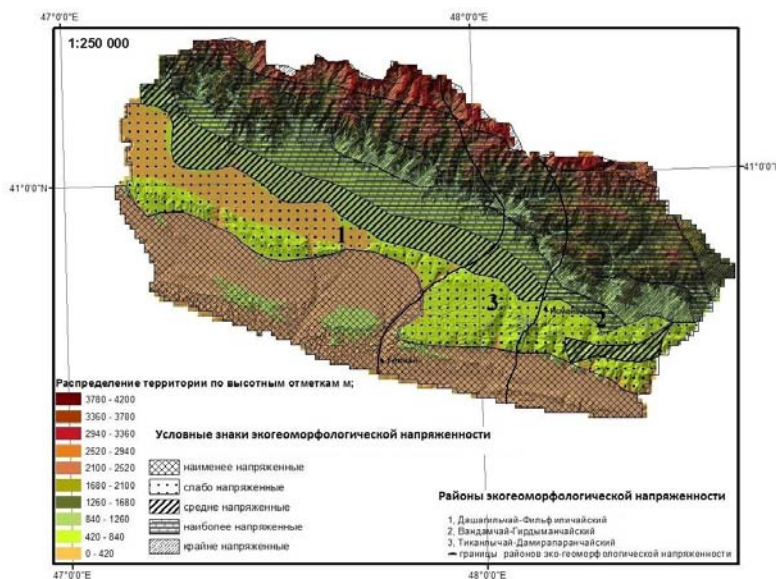 47°0'0"E
48°0'0"E
1:250 000
41°0'0"N
41°0'0"N
1
3
2
Распределение территории по высотным отметкам м;
3780 - 4200
3360 - 3780
2940 - 3360
2520 - 2940
2100 - 2520
1680 - 2100
1260 - 1680
840 - 1260
420 - 840
0 - 420
Условные знаки экогеоморфологической напряженности
наименее напряженные
слабо напряженные
средне напряженные
наиболее напряженные
крайне напряженные
Районы экогеоморфологической напряженности
1, Дашагильчай-Фильфиличайский
2, Вандамчай-Гирдыманчайский
3, Тиканлычай-Дамирапаранчайский
границы районов эко-геоморфологической напряженности
47°0'0"E
48°0'0"E